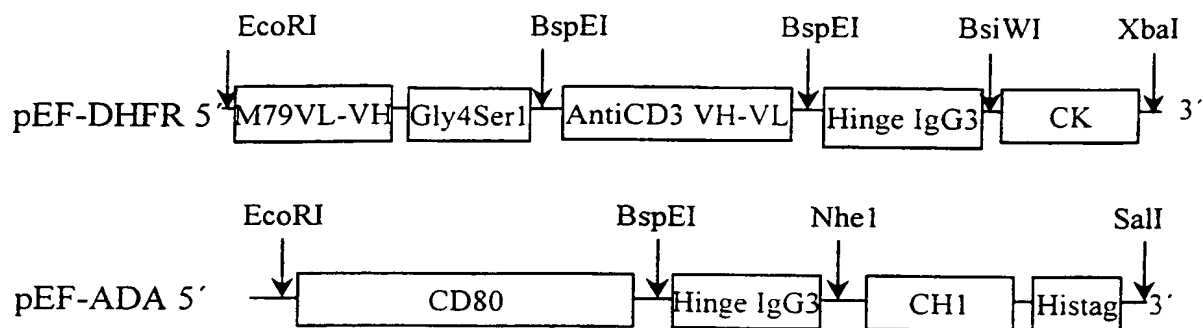 EcoRI BspEI BspEI BsiWI XbaI
pEF-DHFR 5´ M79VL-VH Gly4Ser1 AntiCD3 VH-VL Hinge IgG3 CK 3´
EcoRI BspEI Nhe1 SalI
pEF-ADA 5´ CD80 Hinge IgG3 CH1 Histag 3´